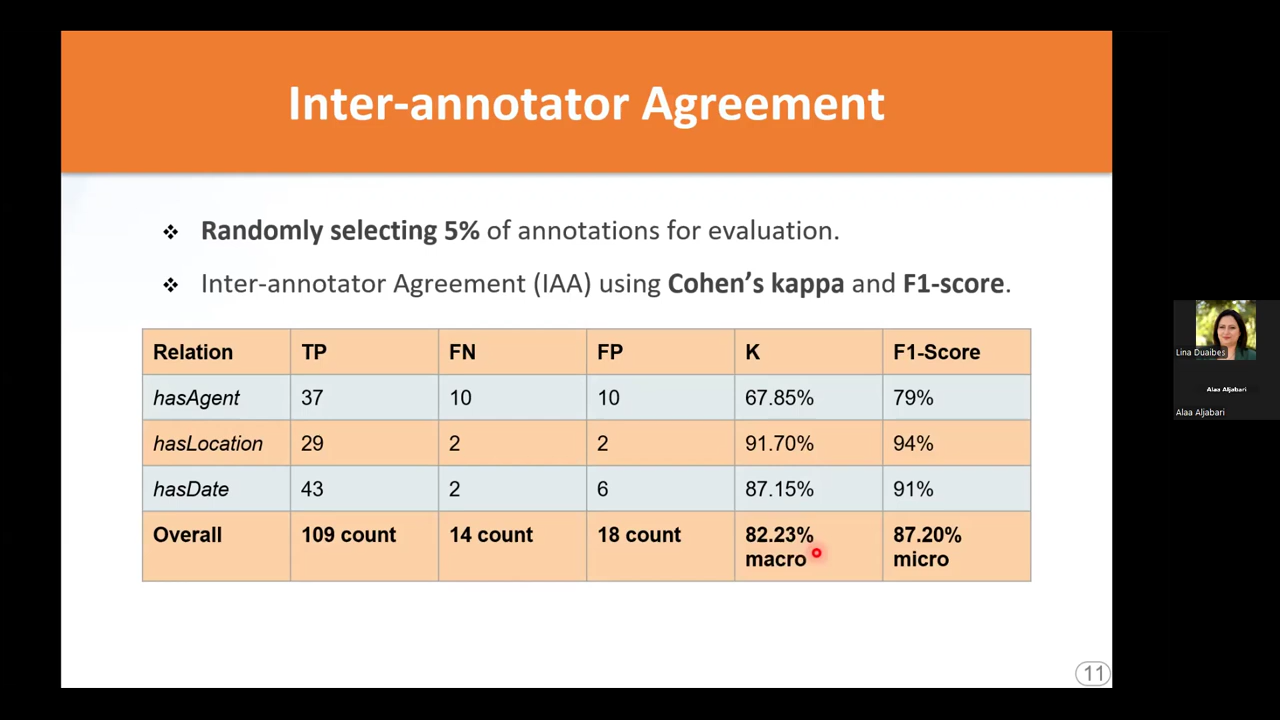 Inter-annotator Agreement
❖ Randomly selecting 5% of annotations for evaluation.
❖ Inter-annotator Agreement (IAA) using Cohen’s kappa and F1-score.
Relation TP FN FP K F1-Score
hasAgent 37 10 10 67.85% 79%
hasLocation 29 2 2 91.70% 94%
hasDate 43 2 6 87.15% 91%
Overall 109 count 14 count 18 count 82.23% 87.20%
macro micro
11
Lina Duaibes
Alaa Aljabari
Alaa Aljabari